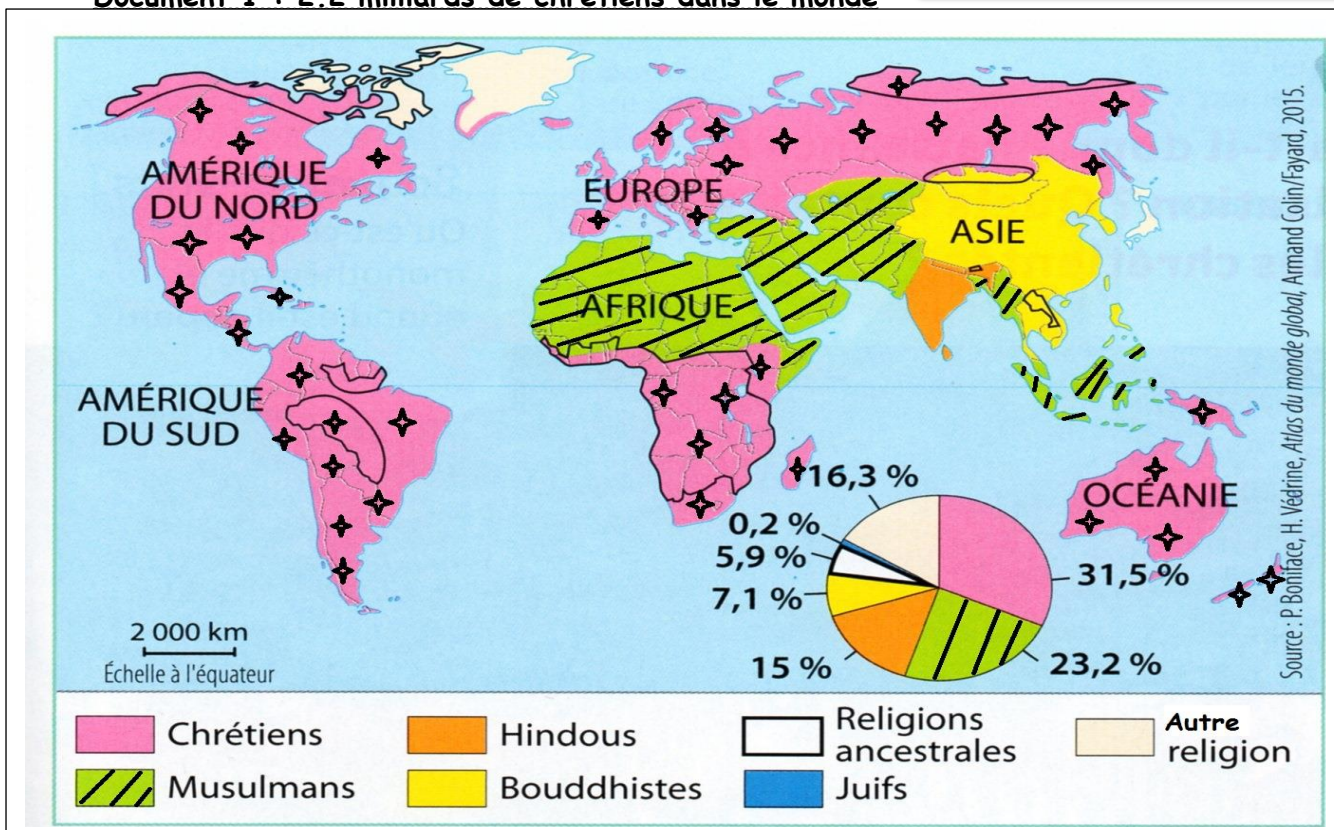 Document 1 : 2.2 milliards de chrétiens dans le monde
AMÉRIQUE
DU NORD
EUROPE
ASIE
AFRIQUE
AMÉRIQUE
DU SUD
OCÉANIE
16,3 %
0,2 %
5,9 %
7,1 %
15 %
31,5 %
23,2 %
2 000 km
Échelle à l'équateur
Source : P. Boniface, H. Védrine, Atlas du monde global, Armand Colin/Fayard, 2015.
Chrétiens
Hindous
Religions
ancestrales
Autre
religion
Musulmans
Bouddhistes
Juifs